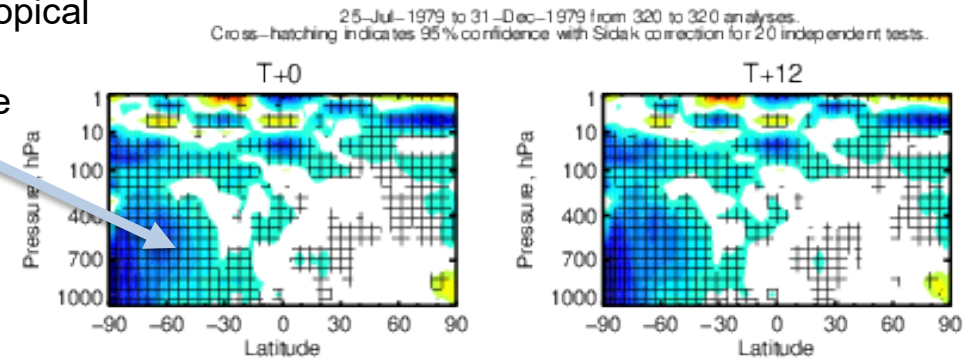 opical
25-Jul-1979 to 31-Dec-1979 from 320 to 320 analyses.
Cross-hatching indicates 95% confidence with Sidak correction for 20 independent tests.
e
T+0
T+12
Pressure, hPa
1
10
100
400
700
1000
-90 -60 -30 0 30 60 90
Latitude
Pressure, hPa
1
10
100
400
700
1000
-90 -60 -30 0 30 60 90
Latitude